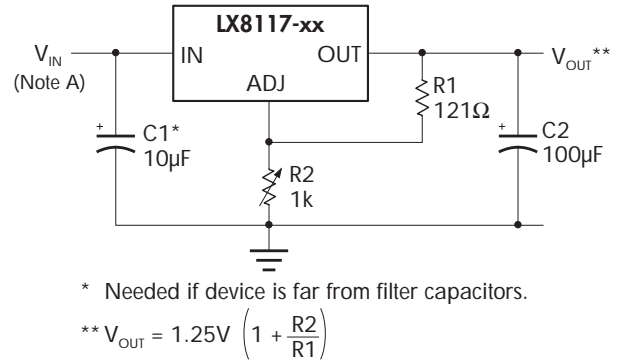 LX8117-xx
V_IN
(Note A)
IN
OUT
ADJ
V_OUT**
R1
121Ω
+
C1*
10µF
R2
1k
+
C2
100µF
* Needed if device is far from filter capacitors.
** V_OUT = 1.25V (1 + R2/R1)